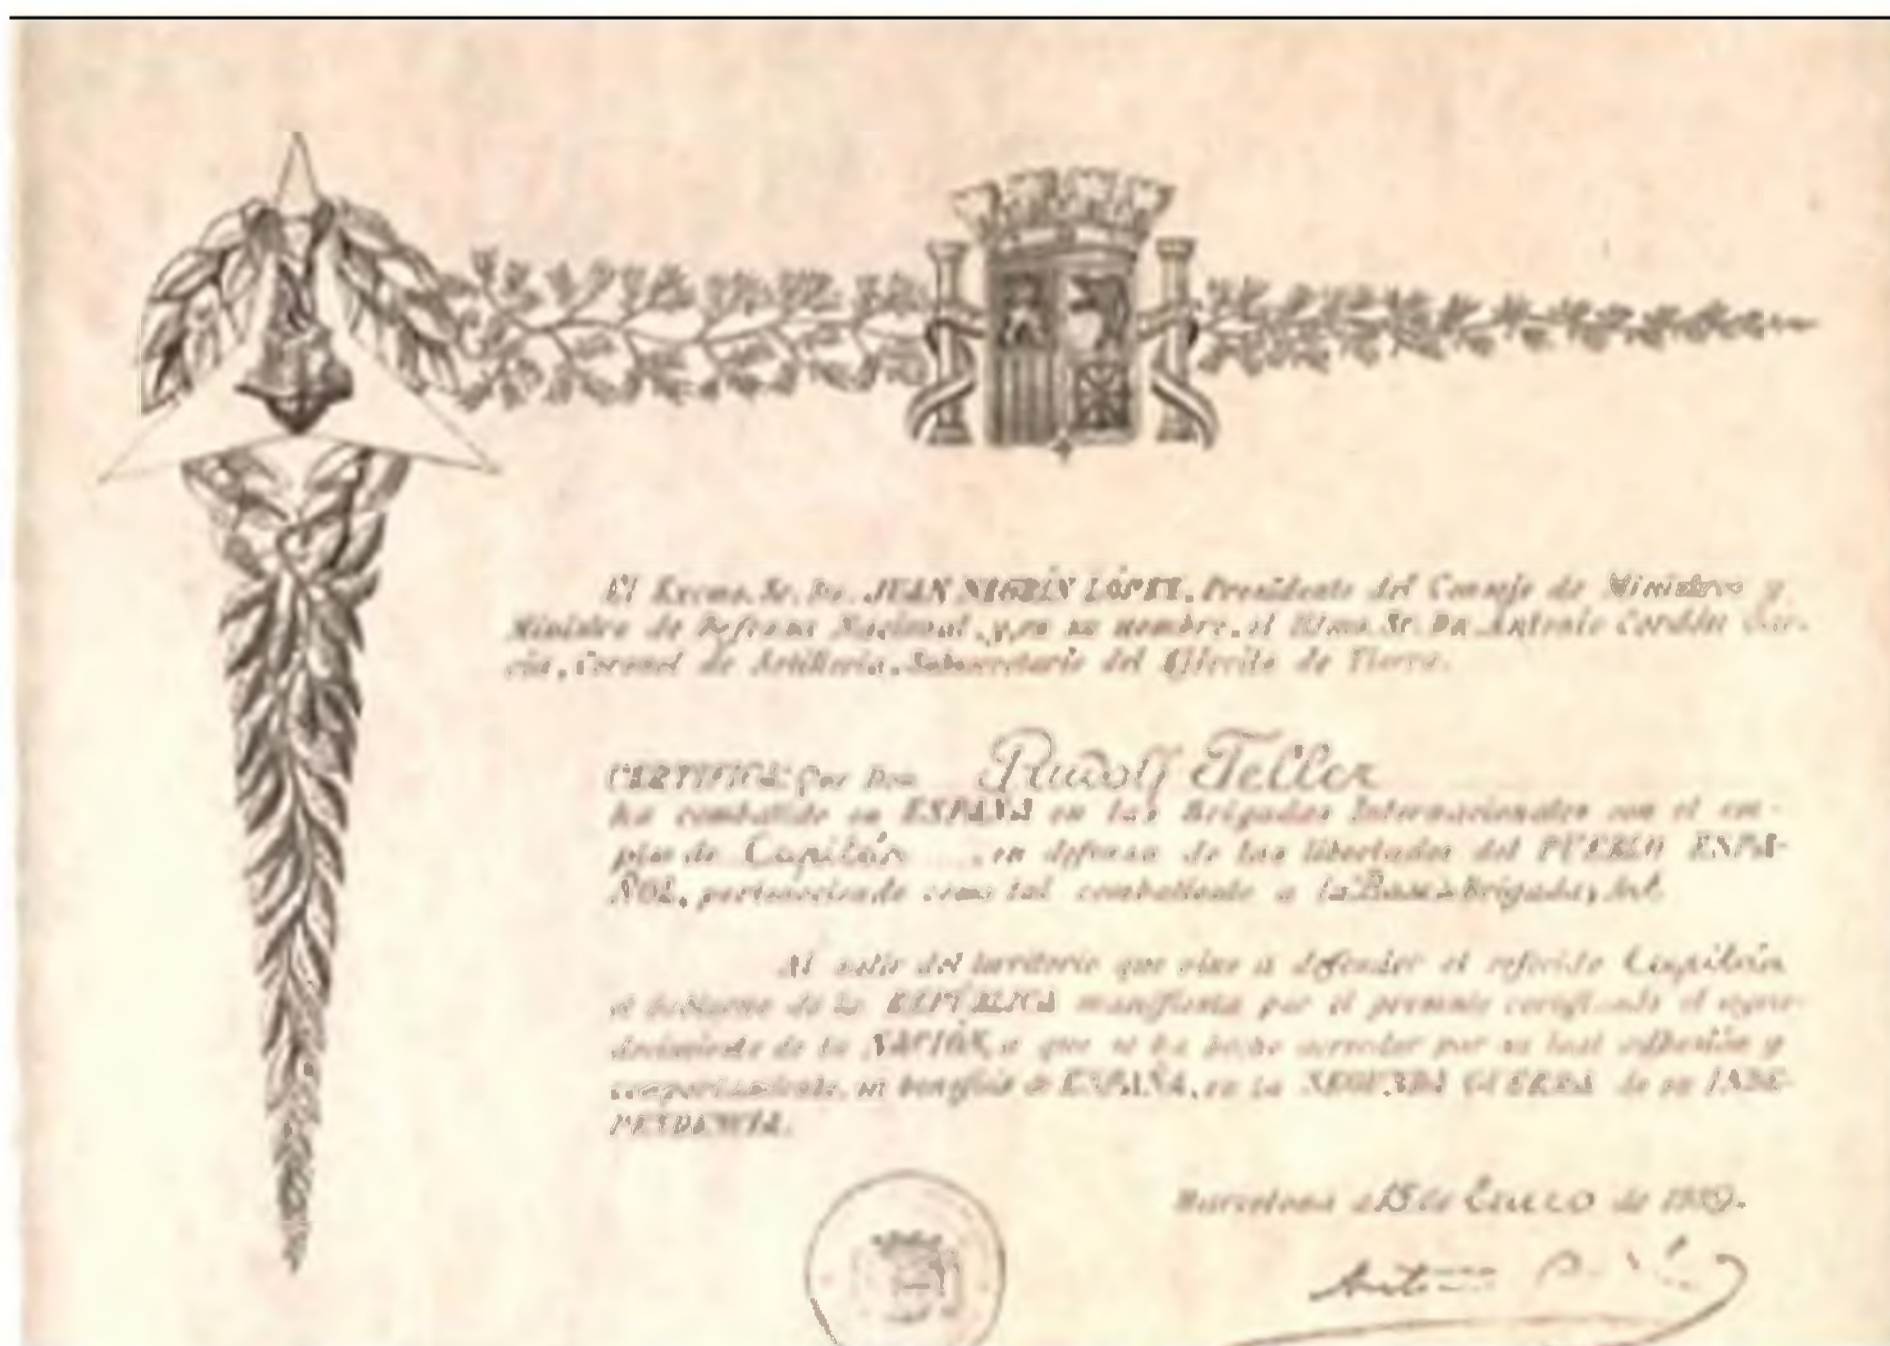 El Excmo. Sr. Dn. JUAN NEGRÍN LÓPEZ, Presidente del Consejo de Ministros y
Ministro de Defensa Nacional, y, en su nombre, el Iltmo. Sr. Dn. Antonio Cordón Gar-
cía, Coronel de Artillería, Subsecretario del Ejército de Tierra.
CERTIFICA: Que Don Rudolf Teller
ha combatido en ESPAÑA en las Brigadas Internacionales con el em-
pleo de Capitán, en defensa de las libertades del PUEBLO ESPA-
ÑOL, perteneciendo como tal combatiente a la Base Brigadas Int.
Al salir del territorio que vino a defender el referido Capitán
el Gobierno de la REPÚBLICA manifiesta por el presente certificado el agra-
decimiento de la NACIÓN, a que se ha hecho acreedor por su leal adhesión y
comportamiento, en beneficio de ESPAÑA, en la SEGUNDA GUERRA de su INDE-
PENDENCIA.
Barcelona a 15 de Enero de 1939.
Antonio